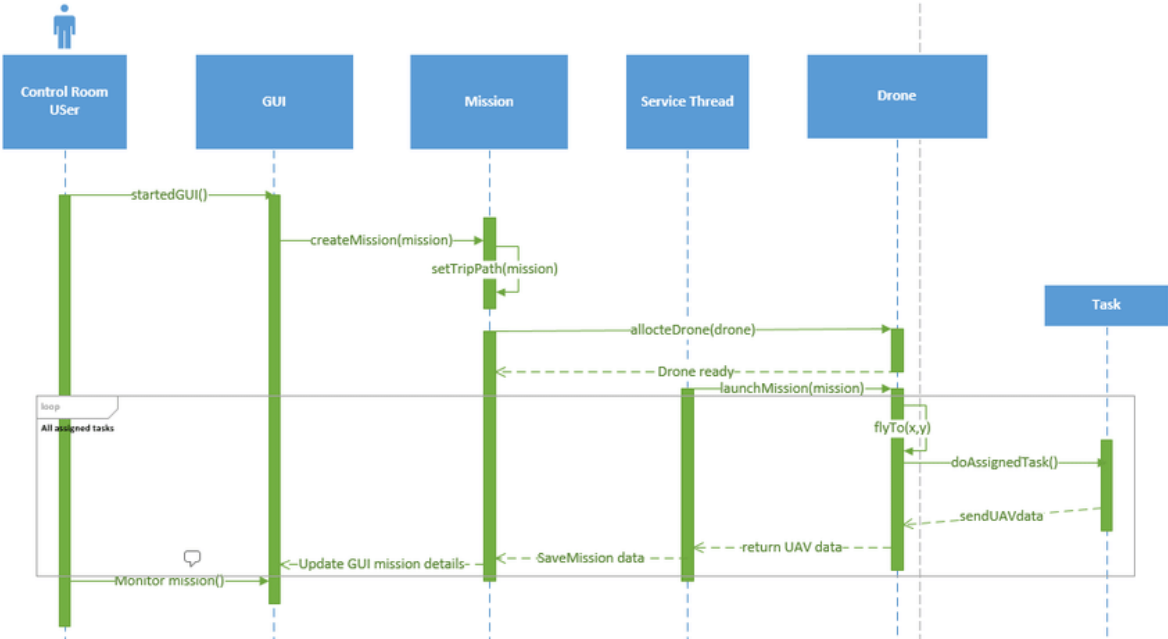 Control Room
USer
GUI
Mission
Service Thread
Drone
startedGUI()
createMission(mission)
setTripPath(mission)
Task
allocteDrone(drone)
Drone ready
launchMission(mission)
loop
All assigned tasks
flyTo(x,y)
doAssignedTask()
sendUAVdata
return UAV data
SaveMission data
Update GUI mission details
Monitor mission()